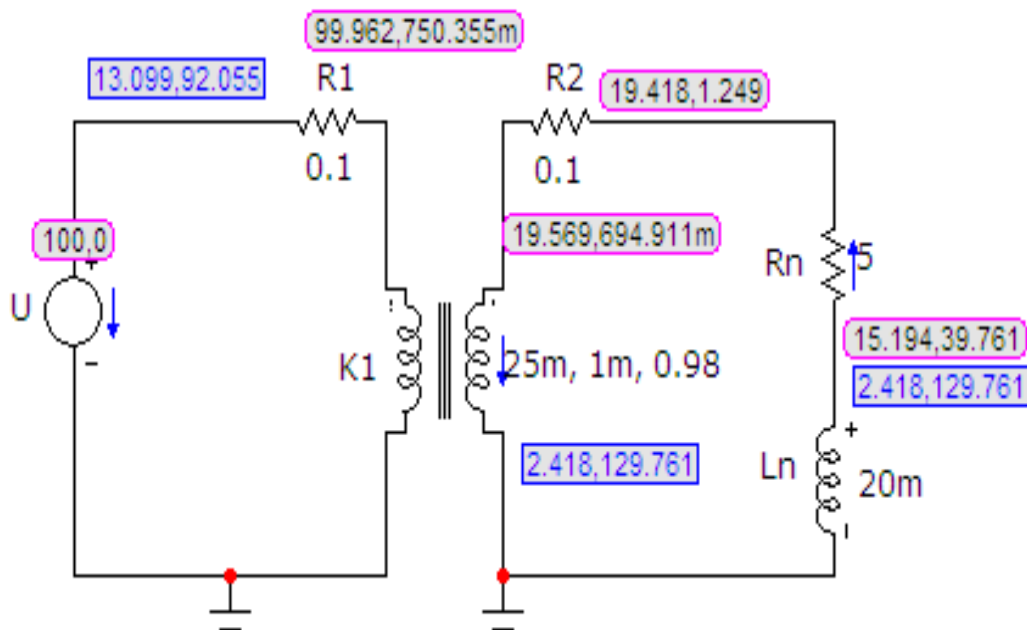 99.962,750.355m
13.099,92.055
R1
R2
19.418,1.249
0.1
0.1
100,0
+
19.569,694.911m
Rn
5
U
-
K1
25m, 1m, 0.98
15.194,39.761
2.418,129.761
2.418,129.761
+
Ln
20m
-